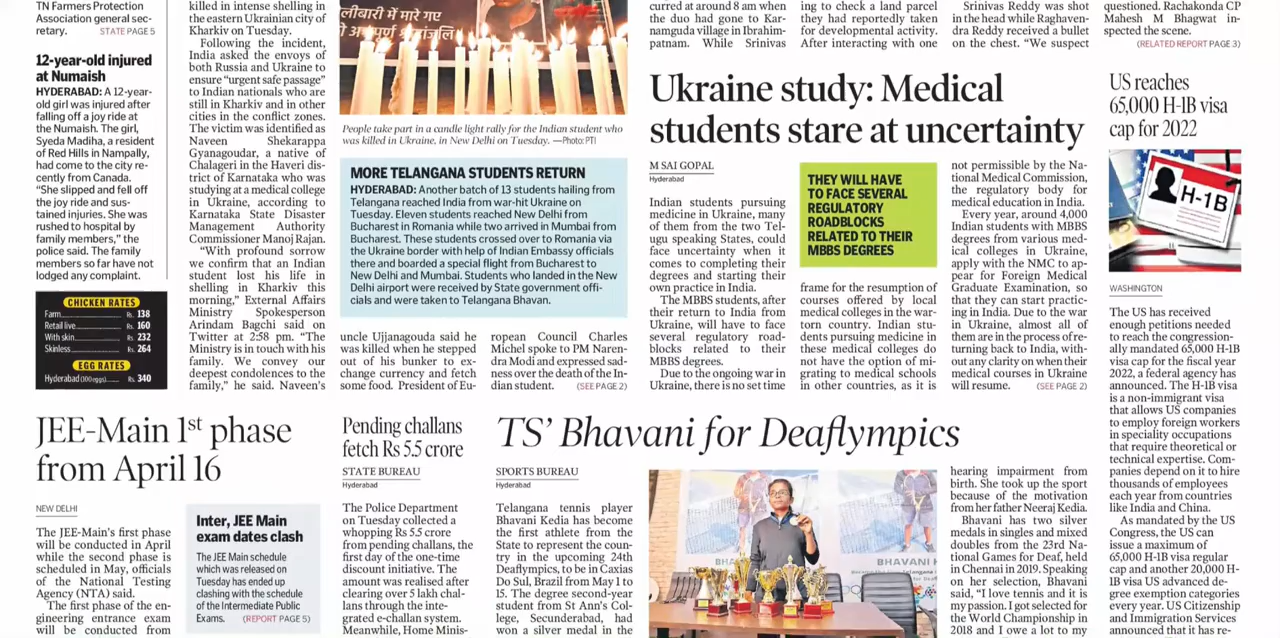 TN Farmers Protection
Association general sec-
retary. STATE PAGE 5
12-year-old injured
at Numaish
HYDERABAD: A 12-year-
old girl was injured after
falling off a joy ride at
the Numaish. The girl,
Syeda Madiha, a resident
of Red Hills in Nampally,
had come to the city re-
cently from Canada.
“She slipped and fell off
the joy ride and sus-
tained injuries. She was
rushed to hospital by
family members,” the
police said. The family
members so far have not
lodged any complaint.
CHICKEN RATES
Farm Rs. 138
Retail live Rs. 160
With skin Rs. 232
Skinless Rs. 264
EGG RATES
Hyderabad (100 eggs) Rs. 340
killed in intense shelling in
the eastern Ukrainian city of
Kharkiv on Tuesday.
Following the incident,
India asked the envoys of
both Russia and Ukraine to
ensure “urgent safe passage”
to Indian nationals who are
still in Kharkiv and in other
cities in the conflict zones.
The victim was identified as
Naveen Shekarappa
Gyanagoudar, a native of
Chalageri in the Haveri dis-
trict of Karnataka who was
studying at a medical college
in Ukraine, according to
Karnataka State Disaster
Management Authority
Commissioner Manoj Rajan.
“With profound sorrow
we confirm that an Indian
student lost his life in
shelling in Kharkiv this
morning,” External Affairs
Ministry Spokesperson
Arindam Bagchi said on
Twitter at 2:58 pm. “The
Ministry is in touch with his
family. We convey our
deepest condolences to the
family,” he said. Naveen's
लीबारी में मारे गए
People take part in a candle light rally for the Indian student who
was killed in Ukraine, in New Delhi on Tuesday. —Photo: PTI
MORE TELANGANA STUDENTS RETURN
HYDERABAD: Another batch of 13 students hailing from
Telangana reached India from war-hit Ukraine on
Tuesday. Eleven students reached New Delhi from
Bucharest in Romania while two arrived in Mumbai from
Bucharest. These students crossed over to Romania via
the Ukraine border with help of Indian Embassy officials
there and boarded a special flight from Bucharest to
New Delhi and Mumbai. Students who landed in the New
Delhi airport were received by State government offi-
cials and were taken to Telangana Bhavan.
uncle Ujjanagouda said he
was killed when he stepped
out of his bunker to ex-
change currency and fetch
some food. President of Eu-
ropean Council Charles
Michel spoke to PM Naren-
dra Modi and expressed sad-
ness over the death of the In-
dian student. (SEE PAGE 2)
curred at around 8 am when
the duo had gone to Kar-
namguda village in Ibrahim-
patnam. While Srinivas
ing to check a land parcel
they had reportedly taken
for developmental activity.
After interacting with one
Srinivas Reddy was shot
in the head while Raghaven-
dra Reddy received a bullet
on the chest. “We suspect
questioned. Rachakonda CP
Mahesh M Bhagwat in-
spected the scene.
(RELATED REPORT PAGE 3)
Ukraine study: Medical
students stare at uncertainty
M SAI GOPAL
Hyderabad
Indian students pursuing
medicine in Ukraine, many
of them from the two Tel-
ugu speaking States, could
face uncertainty when it
comes to completing their
degrees and starting their
own practice in India.
The MBBS students, after
their return to India from
Ukraine, will have to face
several regulatory road-
blocks related to their
MBBS degrees.
Due to the ongoing war in
Ukraine, there is no set time
THEY WILL HAVE
TO FACE SEVERAL
REGULATORY
ROADBLOCKS
RELATED TO THEIR
MBBS DEGREES
frame for the resumption of
courses offered by local
medical colleges in the war-
torn country. Indian stu-
dents pursuing medicine in
these medical colleges do
not have the option of mi-
grating to medical schools
in other countries, as it is
not permissible by the Na-
tional Medical Commission,
the regulatory body for
medical education in India.
Every year, around 4,000
Indian students with MBBS
degrees from various med-
ical colleges in Ukraine,
apply with the NMC to ap-
pear for Foreign Medical
Graduate Examination, so
that they can start practic-
ing in India. Due to the war
in Ukraine, almost all of
them are in the process of re-
turning back to India, with-
out any clarity on when their
medical courses in Ukraine
will resume. (SEE PAGE 2)
US reaches
65,000 H-1B visa
cap for 2022
H-1B
WASHINGTON
The US has received
enough petitions needed
to reach the congression-
ally mandated 65,000 H-1B
visa cap for the fiscal year
2022, a federal agency has
announced. The H-1B visa
is a non-immigrant visa
that allows US companies
to employ foreign workers
in speciality occupations
that require theoretical or
technical expertise. Com-
panies depend on it to hire
thousands of employees
each year from countries
like India and China.
As mandated by the US
Congress, the US can
issue a maximum of
65,000 H-1B visa regular
cap and another 20,000 H-
1B visa US advanced de-
gree exemption categories
every year. US Citizenship
and Immigration Services
announced that it has re-
JEE-Main 1st phase
from April 16
NEW DELHI
The JEE-Main's first phase
will be conducted in April
while the second phase is
scheduled in May, officials
of the National Testing
Agency (NTA) said.
The first phase of the en-
gineering entrance exam
will be conducted from
Inter, JEE Main
exam dates clash
The JEE Main schedule
which was released on
Tuesday has ended up
clashing with the schedule
of the Intermediate Public
Exams. (REPORT PAGE 5)
Pending challans
fetch Rs 5.5 crore
STATE BUREAU
Hyderabad
The Police Department
on Tuesday collected a
whopping Rs 5.5 crore
from pending challans, the
first day of the one-time
discount initiative. The
amount was realised after
clearing over 5 lakh chal-
lans through the inte-
grated e-challan system.
Meanwhile, Home Minis-
TS’ Bhavani for Deaflympics
SPORTS BUREAU
Hyderabad
Telangana tennis player
Bhavani Kedia has become
the first athlete from the
State to represent the coun-
try in the upcoming 24th
Deaflympics, to be in Caxias
Do Sul, Brazil from May 1 to
15. The degree second-year
student from St Ann's Col-
lege, Secunderabad, had
won a silver medal in the
BHAVANI
BHAVANI
hearing impairment from
birth. She took up the sport
because of the motivation
from her father Neeraj Kedia.
Bhavani has two silver
medals in singles and mixed
doubles from the 23rd Na-
tional Games for Deaf, held
in Chennai in 2019. Speaking
on her selection, Bhavani
said, “I love tennis and it is
my passion. I got selected for
the World Championship in
2018 and I owe a lot to my